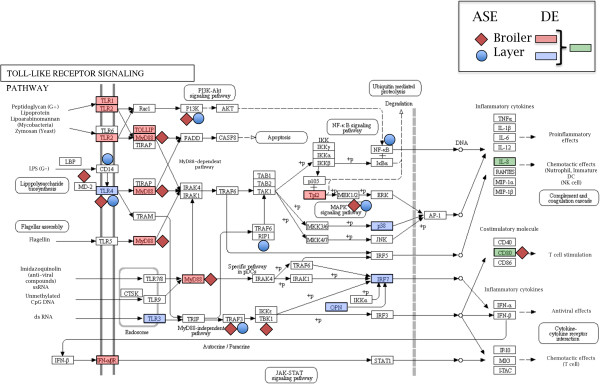 ASE DE
Broiler
Layer
TOLL-LIKE RECEPTOR SIGNALING
PATHWAY
PI3K-Akt
signaling pathway
Ubiquitin mediated
proteolysis
Degradation
Peptidoglycan (G+)
Lipoprotein
Lipoarabinomannan
(Mycobacteria)
Zymosan (Yeast)
TLR1
TLR2
Rac1
PI3K
AKT
TLR6
TLR2
TOLLIP
MyD88
TIRAP
FADD
CASP8
Apoptosis
NF-κB signaling
pathway
NF-κB
IκBα
DNA
IKK
IKKγ
IKKα
IKKβ
p105
Tpl2
MyD88-dependent
pathway
LPS (G-)
LBP
CD14
MD-2
Lipopolysaccharide
biosynthesis
TLR4
TIRAP
MyD88
IRAK4
IRAK1
TRAF6
TAB1
TAB2
TAK1
MKK1/2
ERK
MAPK
signaling pathway
TRAM
Flagellar assembly
Flagellin
TLR5
MyD88
TRAF6
RIP1
MKK3/6
p38
MKK4/7
JNK
AP-1
IRF5
Imidazoquinolin
(anti-viral
compounds)
ssRNA
Unmethylated
CpG DNA
ds RNA
TLR7/8
CTSK
TLR9
TLR3
Endosome
MyD88
Specific pathway
in pDCs
IRAK4
IRAK1
TRAF6
IRF7
IKKα
OPN
TRIF
TRAF3
IKKε
TBK1
IRF3
MyD88-independent
pathway
Autocrine / Paracrine
IFN-β
IFN-αβR
STAT1
JAK-STAT
signaling pathway
+p
Inflammatory cytokines
TNFα
IL-1β
IL-6
IL-12
Proinflammatory
effects
IL-8
RANTES
MIP-1α
MIP-1β
Chemotactic effects
(Neutrophil, Immature
DC
(NK cell)
Complement and
coagulation cascade
Costimulatory molecule
CD40
CD80
CD86
T cell stimulation
Inflammatory cytokines
IFN-α
IFN-β
Antiviral effects
Cytokine-
cytokine receptor
interaction
IP10
MIG
Chemotactic effects
(T cell)